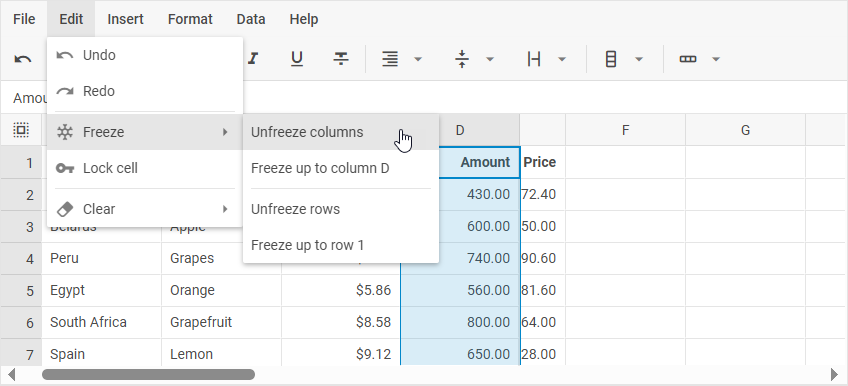 File Edit Insert Format Data Help
I U T
Amou
Undo
Redo
Freeze
Lock cell
Clear
Unfreeze columns
Freeze up to column D
Unfreeze rows
Freeze up to row 1
D F G
1 Amount Price
2 430.00 72.40
3 Belarus Apple 600.00 50.00
4 Peru Grapes 740.00 90.60
5 Egypt Orange $5.86 560.00 81.60
6 South Africa Grapefruit $8.58 800.00 64.00
7 Spain Lemon $9.12 650.00 28.00